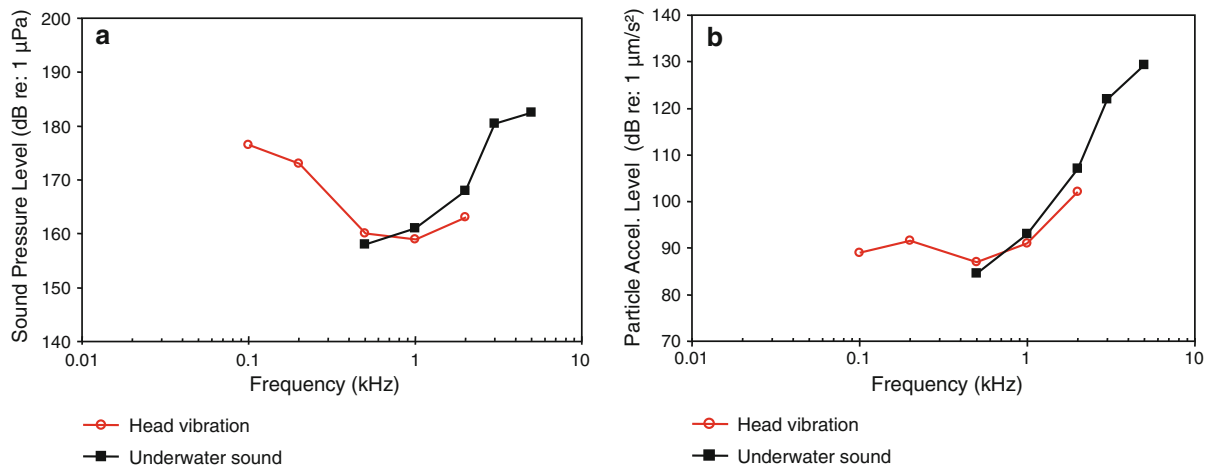 a
Sound Pressure Level (dB re: 1 μPa)
200
190
180
170
160
150
140
0.01
0.1
1
10
Frequency (kHz)
Head vibration
Underwater sound
b
Particle Accel. Level (dB re: 1 μm/s²)
140
130
120
110
100
90
80
70
0.01
0.1
1
10
Frequency (kHz)
Head vibration
Underwater sound